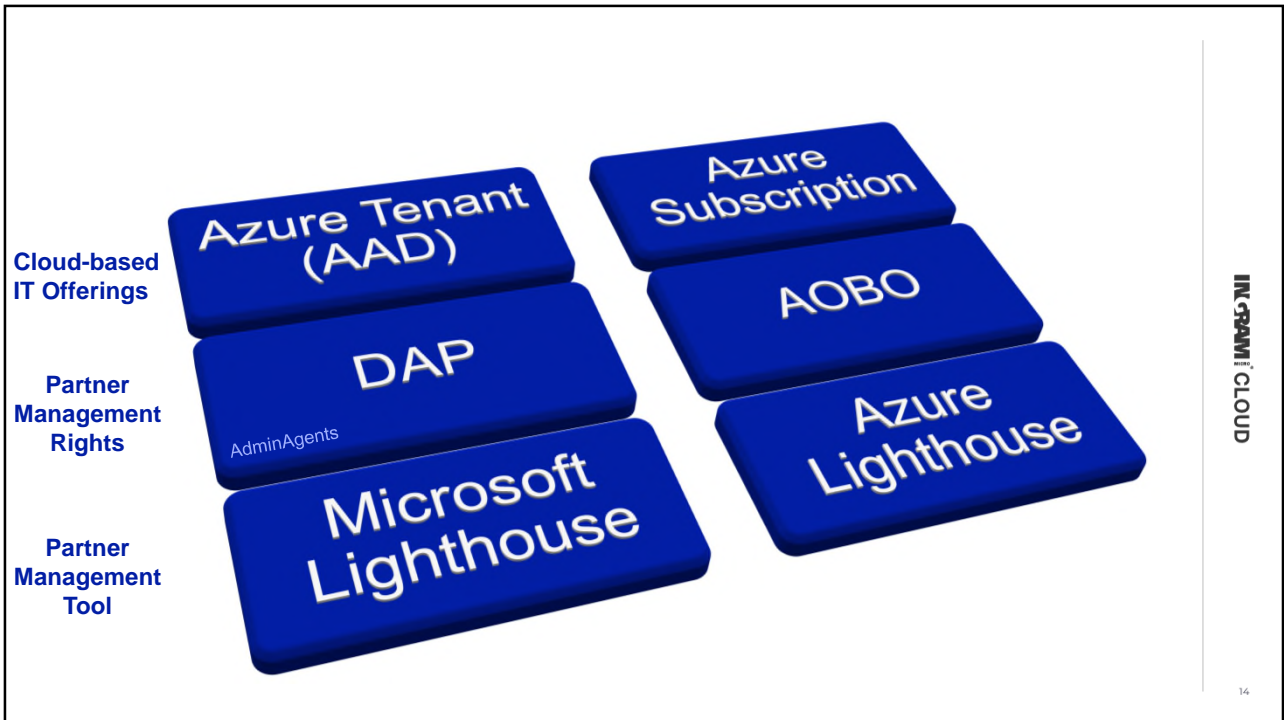 Cloud-based
IT Offerings
Azure Tenant
(AAD)
Azure
Subscription
Partner
Management
Rights
DAP
AdminAgents
AOBO
Partner
Management
Tool
Microsoft
Lighthouse
Azure
Lighthouse
INGRAM MICRO® CLOUD
14